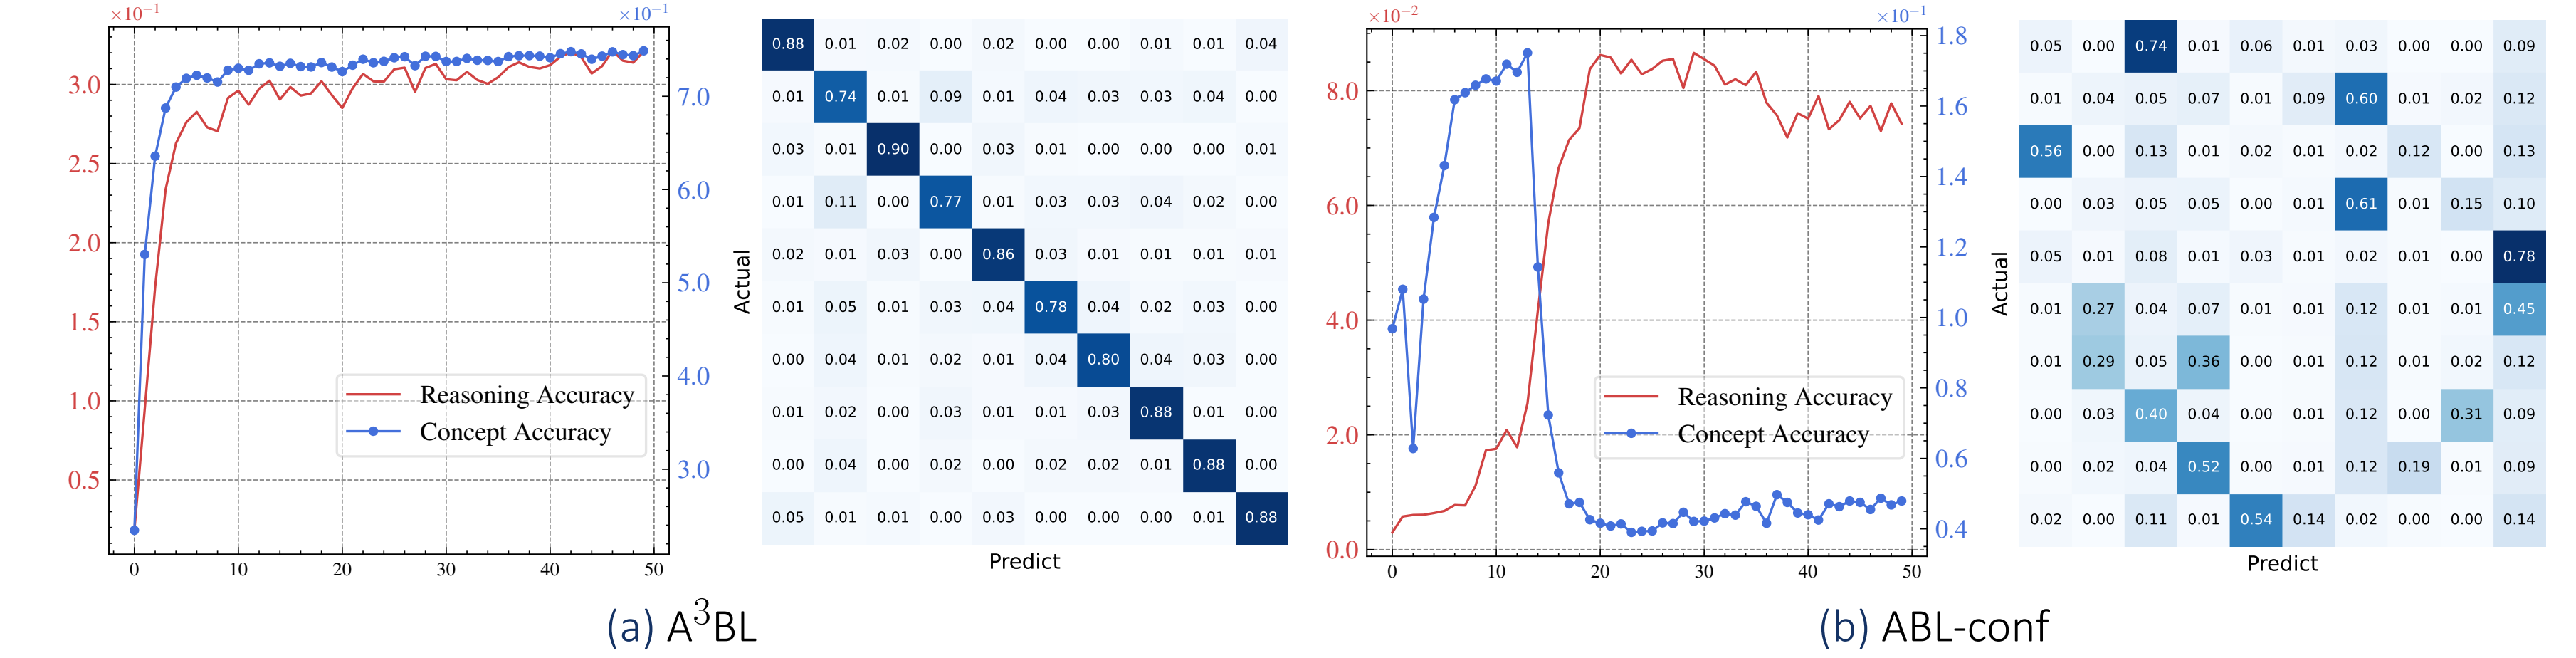 ×10⁻¹ ×10⁻¹
3.0
2.5
2.0
1.5
1.0
0.5
7.0
6.0
5.0
4.0
3.0
Reasoning Accuracy
Concept Accuracy
0 10 20 30 40 50
Actual
0.88 0.01 0.02 0.00 0.02 0.00 0.00 0.01 0.01 0.04
0.01 0.74 0.01 0.09 0.01 0.04 0.03 0.03 0.04 0.00
0.03 0.01 0.90 0.00 0.03 0.01 0.00 0.00 0.00 0.01
0.01 0.11 0.00 0.77 0.01 0.03 0.03 0.04 0.02 0.00
0.02 0.01 0.03 0.00 0.86 0.03 0.01 0.01 0.01 0.01
0.01 0.05 0.01 0.03 0.04 0.78 0.04 0.02 0.03 0.00
0.00 0.04 0.01 0.02 0.01 0.04 0.80 0.04 0.03 0.00
0.01 0.02 0.00 0.03 0.01 0.01 0.03 0.88 0.01 0.00
0.00 0.04 0.00 0.02 0.00 0.02 0.02 0.01 0.88 0.00
0.05 0.01 0.01 0.00 0.03 0.00 0.00 0.00 0.01 0.88
Predict
(a) A³BL
×10⁻² ×10⁻¹
8.0
6.0
4.0
2.0
0.0
1.8
1.6
1.4
1.2
1.0
0.8
0.6
0.4
Reasoning Accuracy
Concept Accuracy
0 10 20 30 40 50
Actual
0.05 0.00 0.74 0.01 0.06 0.01 0.03 0.00 0.00 0.09
0.01 0.04 0.05 0.07 0.01 0.09 0.60 0.01 0.02 0.12
0.56 0.00 0.13 0.01 0.02 0.01 0.02 0.12 0.00 0.13
0.00 0.03 0.05 0.05 0.00 0.01 0.61 0.01 0.15 0.10
0.05 0.01 0.08 0.01 0.03 0.01 0.02 0.01 0.00 0.78
0.01 0.27 0.04 0.07 0.01 0.01 0.12 0.01 0.01 0.45
0.01 0.29 0.05 0.36 0.00 0.01 0.12 0.01 0.02 0.12
0.00 0.03 0.40 0.04 0.00 0.01 0.12 0.00 0.31 0.09
0.00 0.02 0.04 0.52 0.00 0.01 0.12 0.19 0.01 0.09
0.02 0.00 0.11 0.01 0.54 0.14 0.02 0.00 0.00 0.14
Predict
(b) ABL-conf